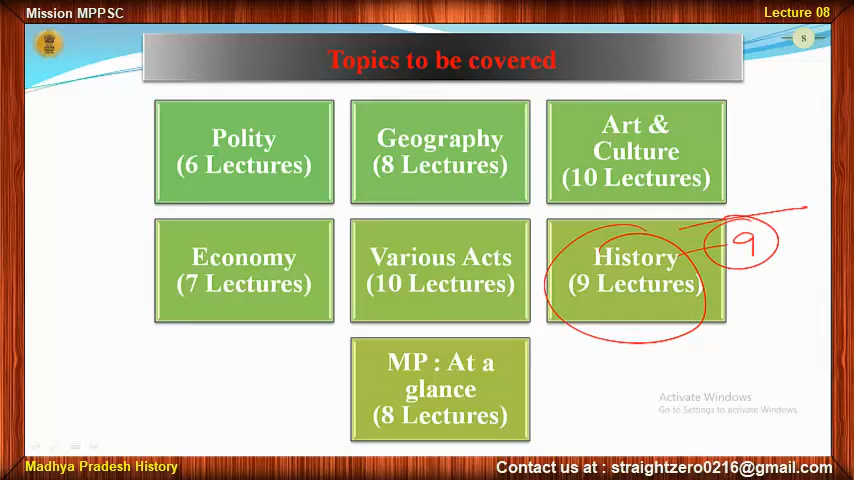 Mission MPPSC
Lecture 08
S
Topics to be covered
Polity
(6 Lectures)
Geography
(8 Lectures)
Art &
Culture
(10 Lectures)
Economy
(7 Lectures)
Various Acts
(10 Lectures)
History
(9 Lectures)
9
MP : At a
glance
(8 Lectures)
Activate Windows
Go to Settings to activate Windows.
Madhya Pradesh History
Contact us at : straightzero0216@gmail.com